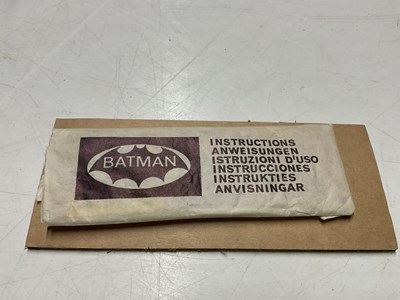 BATMAN
INSTRUCTIONS
ANWEISUNGEN
ISTRUZIONI D'USO
INSTRUCCIONES
INSTRUKTIES
ANVISNINGAR